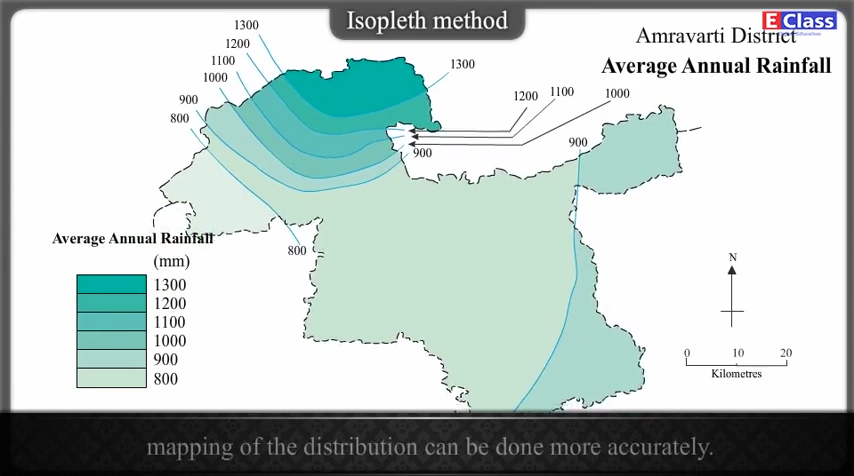 Isopleth method
E Class
Amravarti District
Average Annual Rainfall
1300
1200
1100
1000
900
800
1300
1200
1100
1000
900
900
800
Average Annual Rainfall
(mm)
1300
1200
1100
1000
900
800
N
0 10 20
Kilometres
mapping of the distribution can be done more accurately.